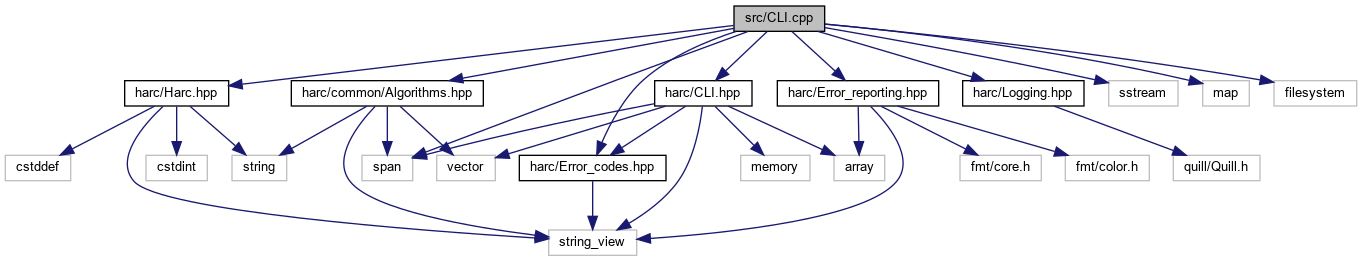 src/CLI.cpp
harc/Harc.hpp
harc/common/Algorithms.hpp
harc/CLI.hpp
harc/Error_reporting.hpp
harc/Logging.hpp
sstream
map
filesystem
cstddef
cstdint
string
span
vector
harc/Error_codes.hpp
memory
array
fmt/core.h
fmt/color.h
quill/Quill.h
string_view